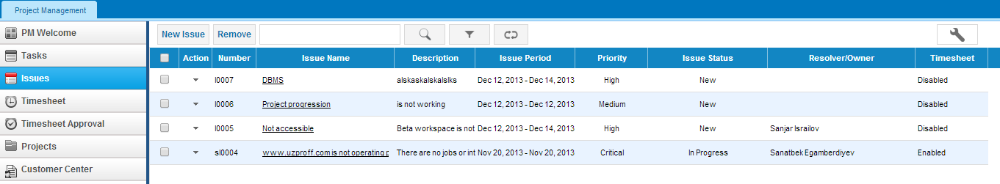 Project Management
PM Welcome
Tasks
Issues
Timesheet
Timesheet Approval
Projects
Customer Center
New Issue Remove
Action Number Issue Name Description Issue Period Priority Issue Status Resolver/Owner Timesheet
I0007 DBMS alskaskalskalslks Dec 12, 2013 - Dec 14, 2013 High New Disabled
I0006 Project progression is not working Dec 12, 2013 - Dec 12, 2013 Medium New Disabled
I0005 Not accessible Beta workspace is not Dec 12, 2013 - Dec 14, 2013 High New Sanjar Israilov Disabled
sI0004 www.uzproff.com is not operating p There are no jobs or int Nov 20, 2013 - Nov 20, 2013 Critical In Progress Sanatbek Egamberdiyev Enabled